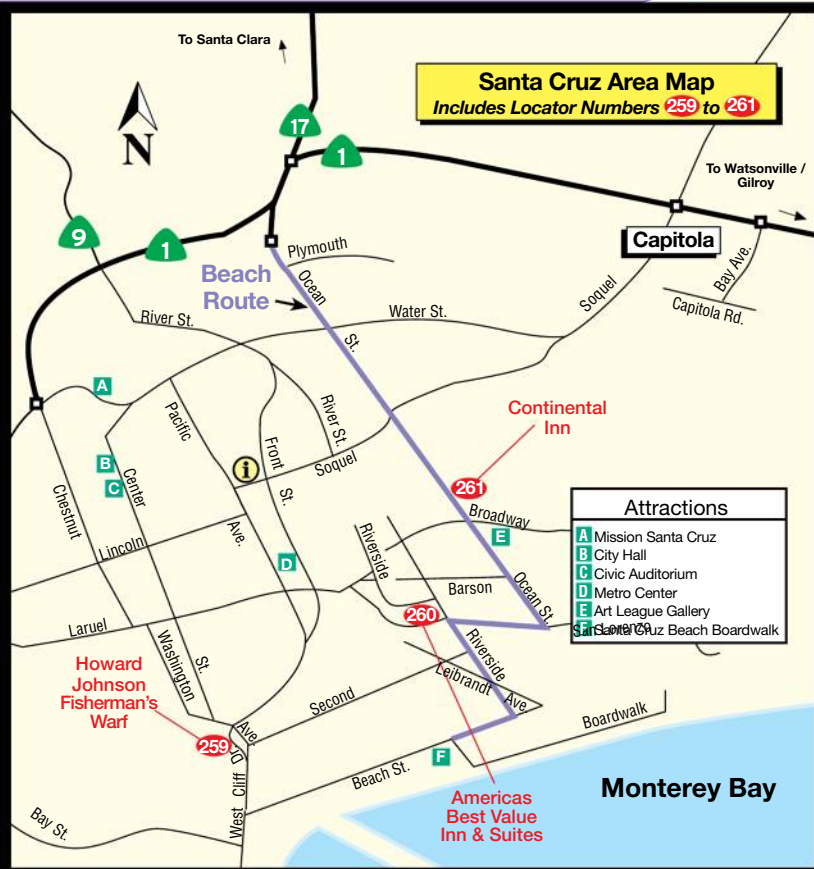 To Santa Clara
Santa Cruz Area Map
Includes Locator Numbers 259 to 261
N
17
1
To Watsonville /
Gilroy
9
1
Capitola
Plymouth
Beach
Route
Ocean
St.
Bay Ave.
Capitola Rd.
Soquel
Water St.
River St.
A
Pacific
Ave.
River St.
Continental
Inn
B
C
Center
St.
i
Front
St.
Soquel
Chestnut
261
Broadway
E
Attractions
A Mission Santa Cruz
B City Hall
C Civic Auditorium
D Metro Center
E Art League Gallery
Santa Cruz Beach Boardwalk
Lincoln
D
Riverside
Barson
Ocean St.
260
Laruel
Washington
Riverside
Ave.
Leibrandt
Howard
Johnson
Fisherman's
Warf
259
Second
Ave.
Boardwalk
F
Beach St.
West Cliff Dr.
Monterey Bay
Americas
Best Value
Inn & Suites
Bay St.